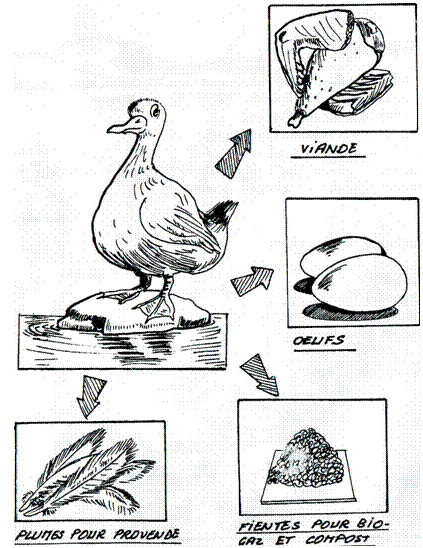 VIANDE
OEUFS
PLUMES POUR PROVENDE
FIENTES POUR BIO-
GAZ ET COMPOST